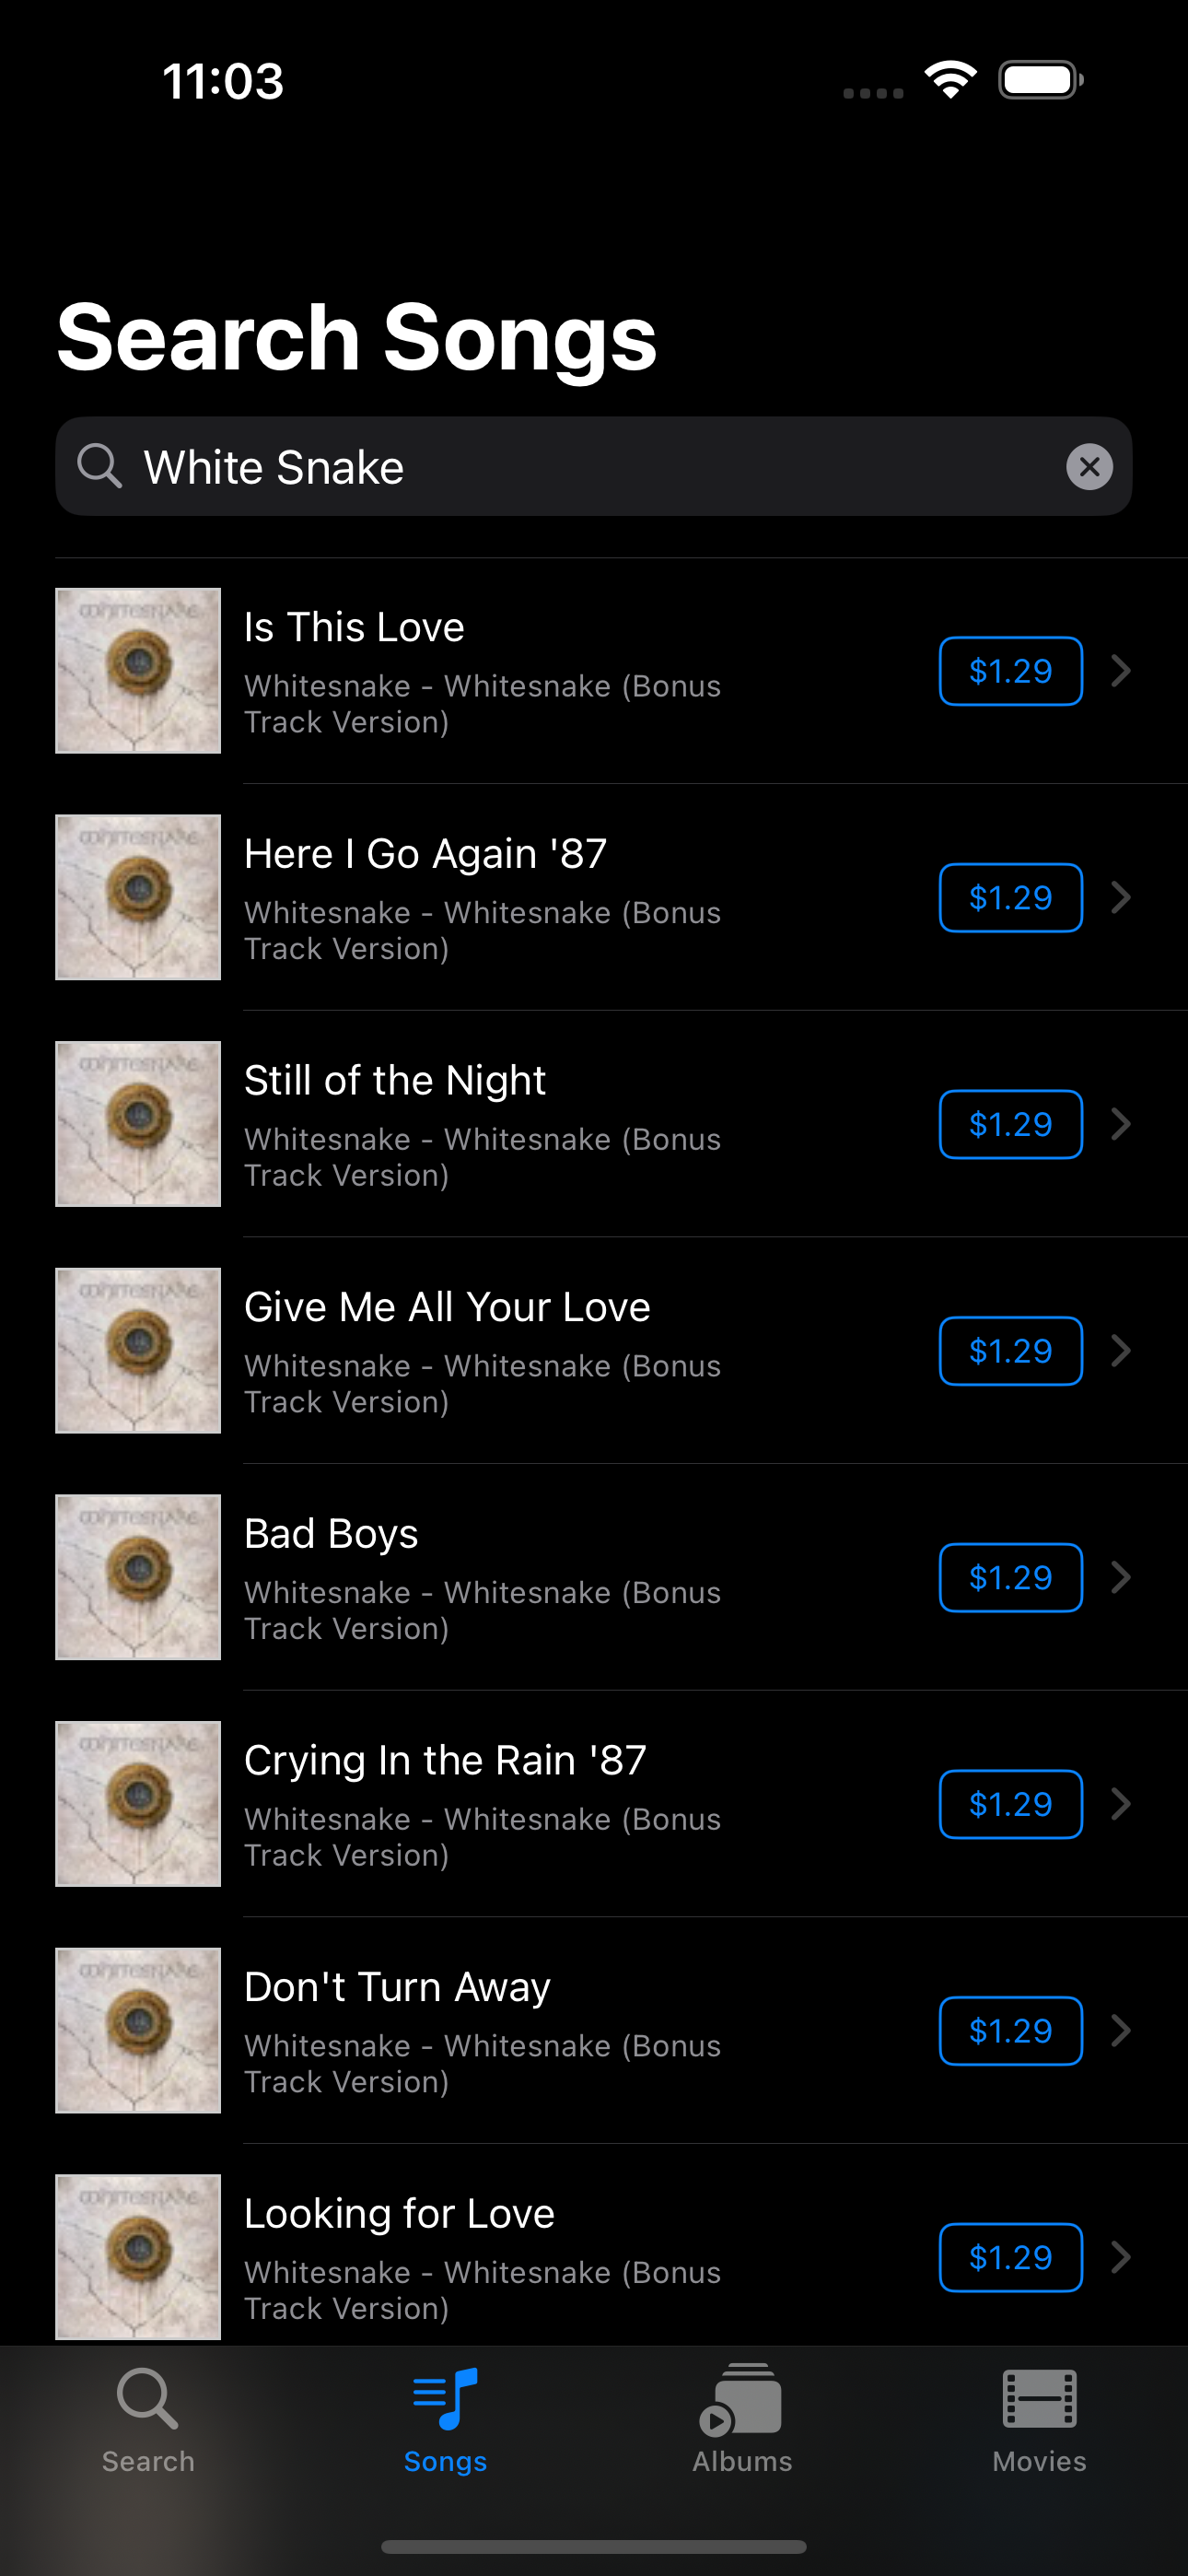 11:03
Search Songs
White Snake
Is This Love
Whitesnake - Whitesnake (Bonus
Track Version)
$1.29
Here I Go Again '87
Whitesnake - Whitesnake (Bonus
Track Version)
$1.29
Still of the Night
Whitesnake - Whitesnake (Bonus
Track Version)
$1.29
Give Me All Your Love
Whitesnake - Whitesnake (Bonus
Track Version)
$1.29
Bad Boys
Whitesnake - Whitesnake (Bonus
Track Version)
$1.29
Crying In the Rain '87
Whitesnake - Whitesnake (Bonus
Track Version)
$1.29
Don't Turn Away
Whitesnake - Whitesnake (Bonus
Track Version)
$1.29
Looking for Love
Whitesnake - Whitesnake (Bonus
Track Version)
$1.29
Search
Songs
Albums
Movies